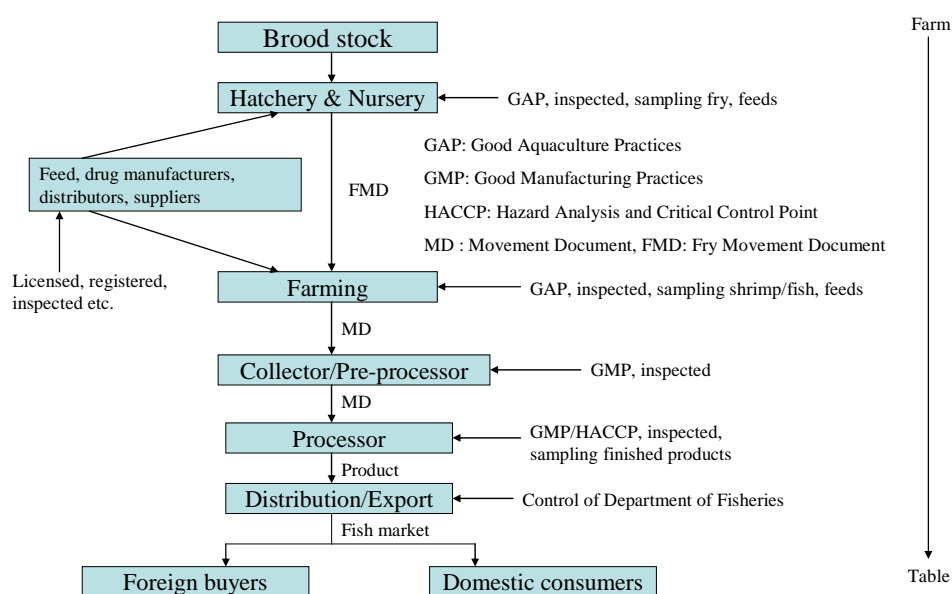 Farm
Brood stock
Hatchery & Nursery
GAP, inspected, sampling fry, feeds
GAP: Good Aquaculture Practices
Feed, drug manufacturers,
distributors, suppliers
FMD
GMP: Good Manufacturing Practices
HACCP: Hazard Analysis and Critical Control Point
MD : Movement Document, FMD: Fry Movement Document
Licensed, registered,
inspected etc.
Farming
GAP, inspected, sampling shrimp/fish, feeds
MD
Collector/Pre-processor
GMP, inspected
MD
Processor
GMP/HACCP, inspected,
sampling finished products
Product
Distribution/Export
Control of Department of Fisheries
Fish market
Foreign buyers
Domestic consumers
Table